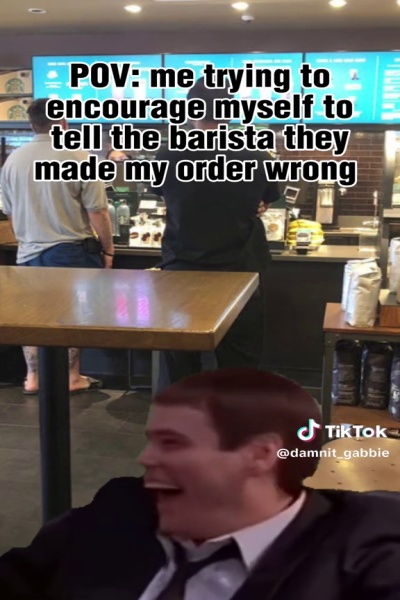 POV: me trying to
encourage myself to
tell the barista they
made my order wrong
TikTok
@damnit_gabbie